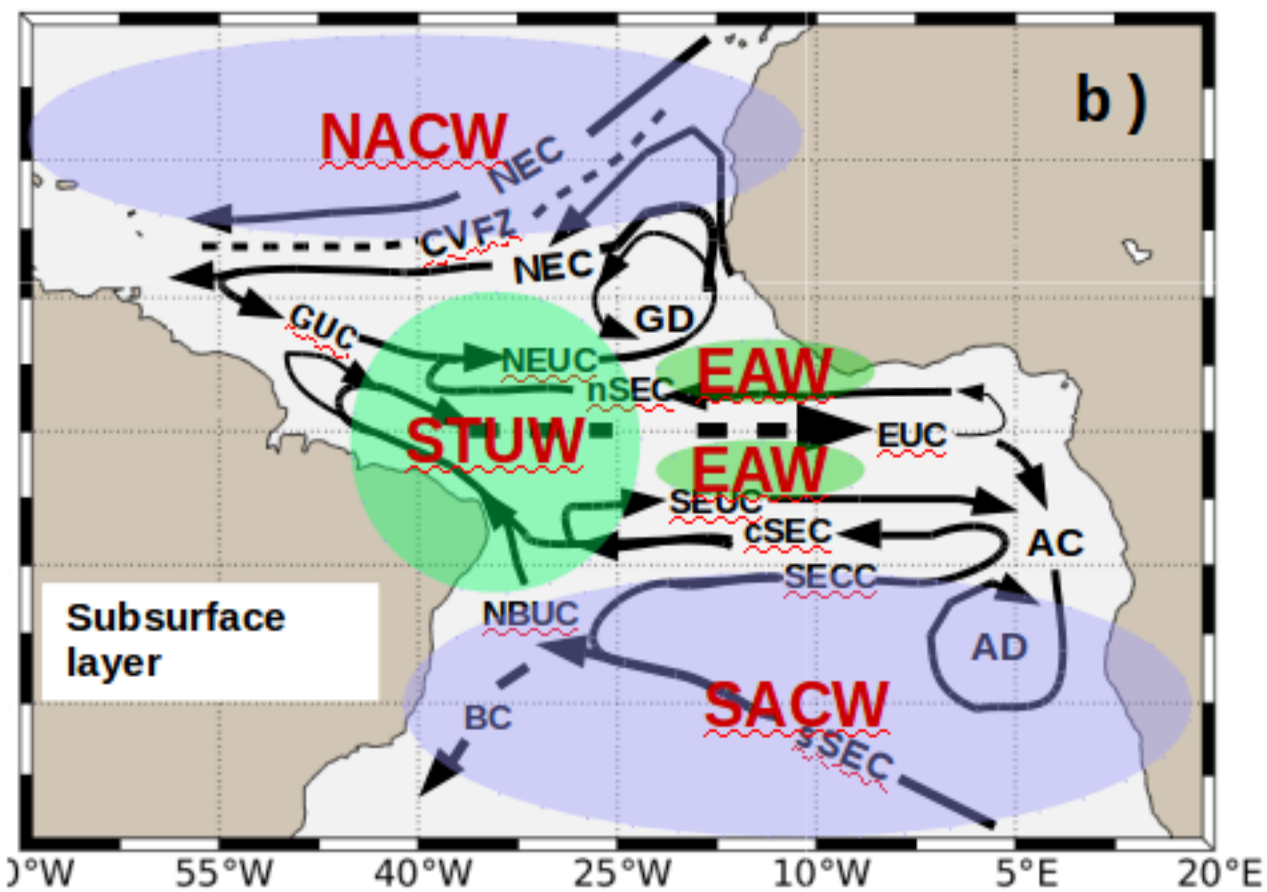 b )
NACW
NEC
CVFZ
NEC
GUC
GD
NEUC
EAW
nSEC
STUW
EUC
EAW
SEUC
cSEC
AC
SECC
Subsurface
layer
NBUC
AD
SACW
BC
sSEC
0°W 55°W 40°W 25°W 10°W 5°E 20°E